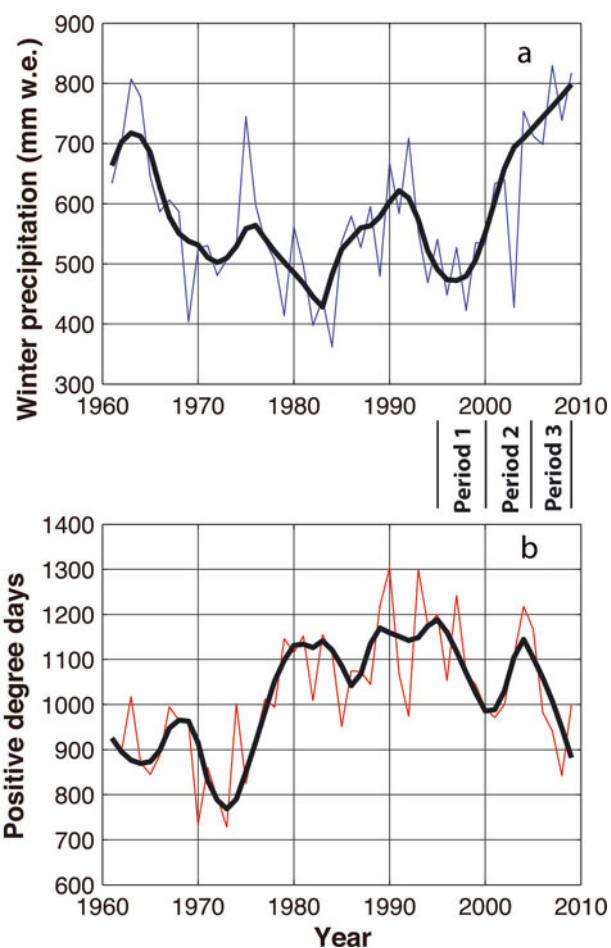 a
Winter precipitation (mm w.e.)
900
800
700
600
500
400
300
1960 1970 1980 1990 2000 2010
Period 1
Period 2
Period 3
b
Positive degree days
1400
1300
1200
1100
1000
900
800
700
600
1960 1970 1980 1990 2000 2010
Year